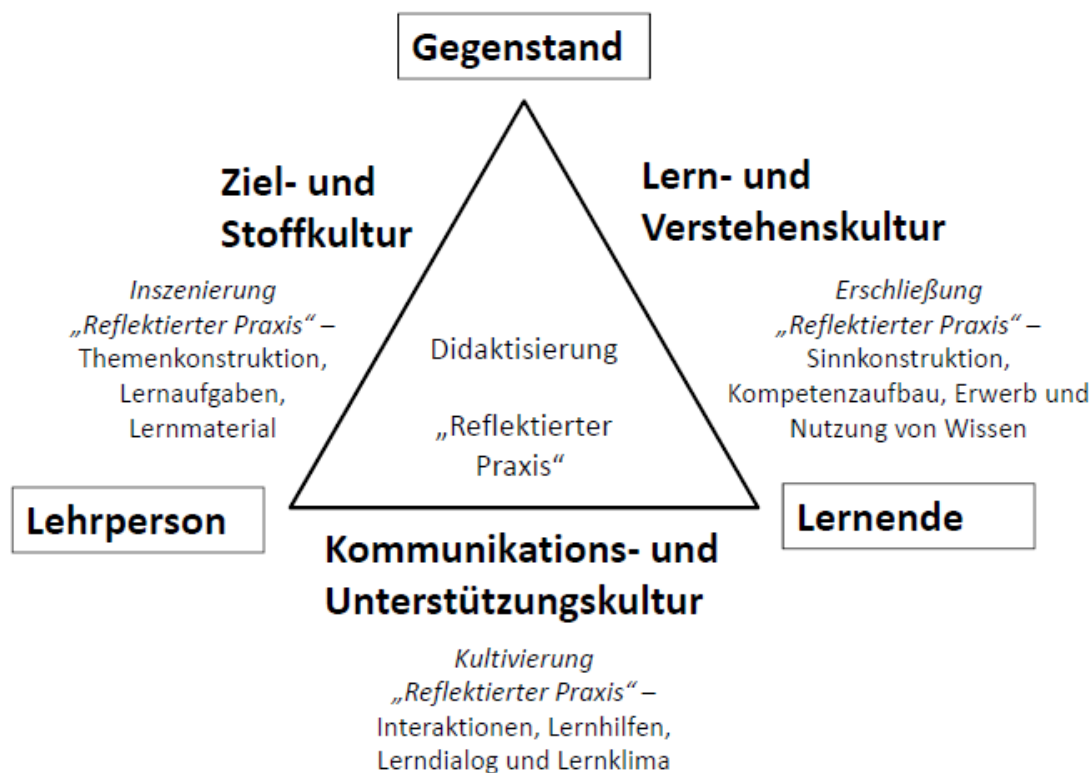 Gegenstand
Ziel- und
Stoffkultur
Inszenierung
„Reflektierter Praxis“ –
Themenkonstruktion,
Lernaufgaben,
Lernmaterial
Lern- und
Verstehenskultur
Erschließung
„Reflektierter Praxis“ –
Sinnkonstruktion,
Kompetenzaufbau, Erwerb und
Nutzung von Wissen
Didaktisierung
„Reflektierter
Praxis“
Lehrperson
Lernende
Kommunikations- und
Unterstützungskultur
Kultivierung
„Reflektierter Praxis“ –
Interaktionen, Lernhilfen,
Lerndialog und Lernklima